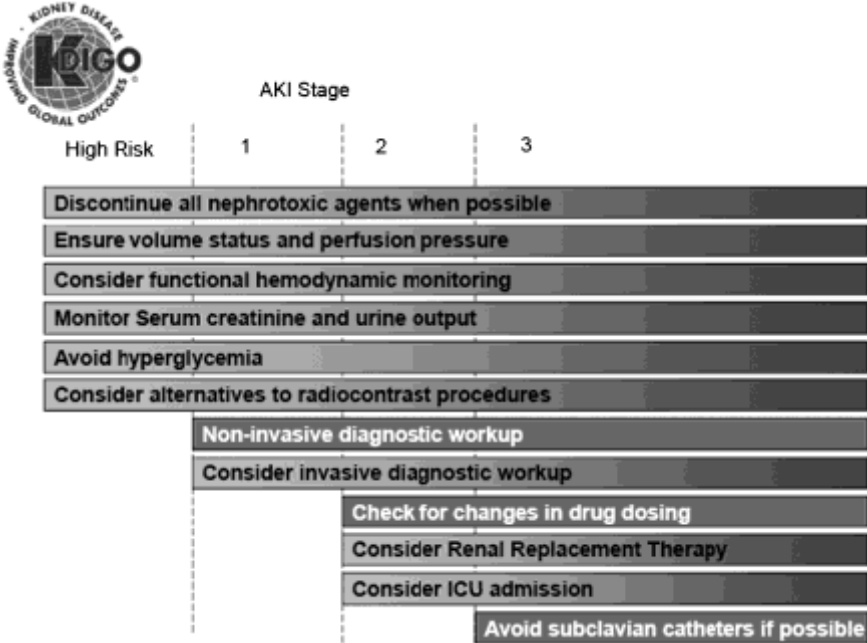 KIDNEY DISEASE
KDIGO
IMPROVING GLOBAL OUTCOMES
®
AKI Stage
High Risk 1 2 3
Discontinue all nephrotoxic agents when possible
Ensure volume status and perfusion pressure
Consider functional hemodynamic monitoring
Monitor Serum creatinine and urine output
Avoid hyperglycemia
Consider alternatives to radiocontrast procedures
Non-invasive diagnostic workup
Consider invasive diagnostic workup
Check for changes in drug dosing
Consider Renal Replacement Therapy
Consider ICU admission
Avoid subclavian catheters if possible